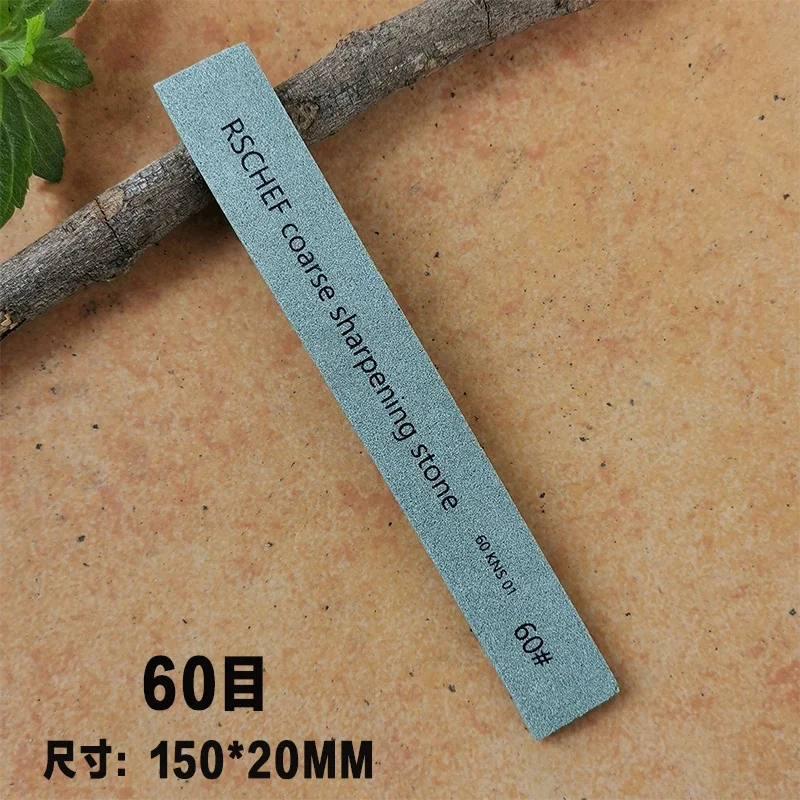 RSCHEF coarse sharpening stone
60 KNS 01
60#
60目
尺寸: 150*20MM